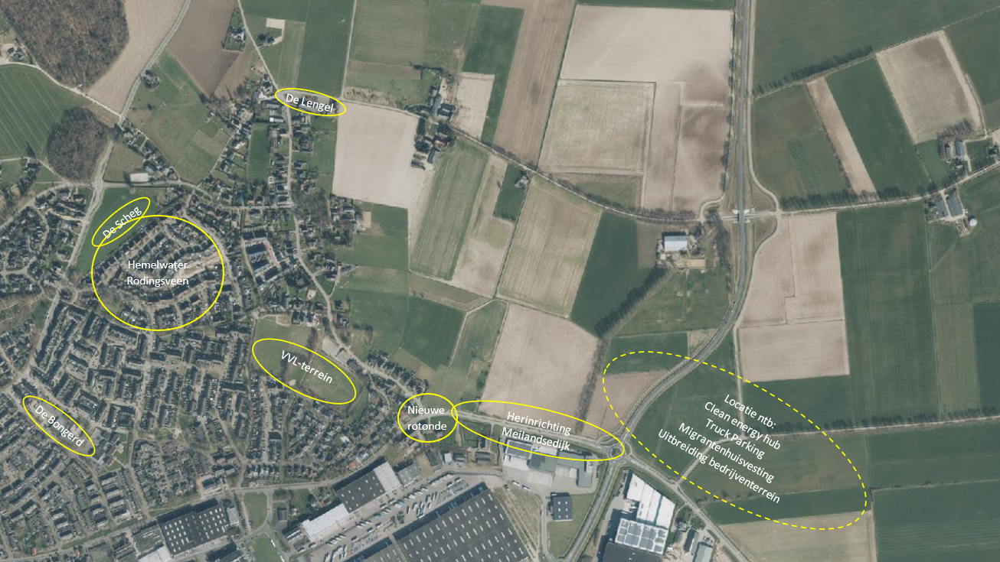 De Lengel
De Scheg
Hemelwater
Rodingsveen
VVL-terrein
De Bongerd
Nieuwe
rotonde
Herinrichting
Meilandsedijk
Locatie ntb:
Clean energy hub
Truck Parking
Migrantenhuisvesting
Uitbreiding bedrijventerrein